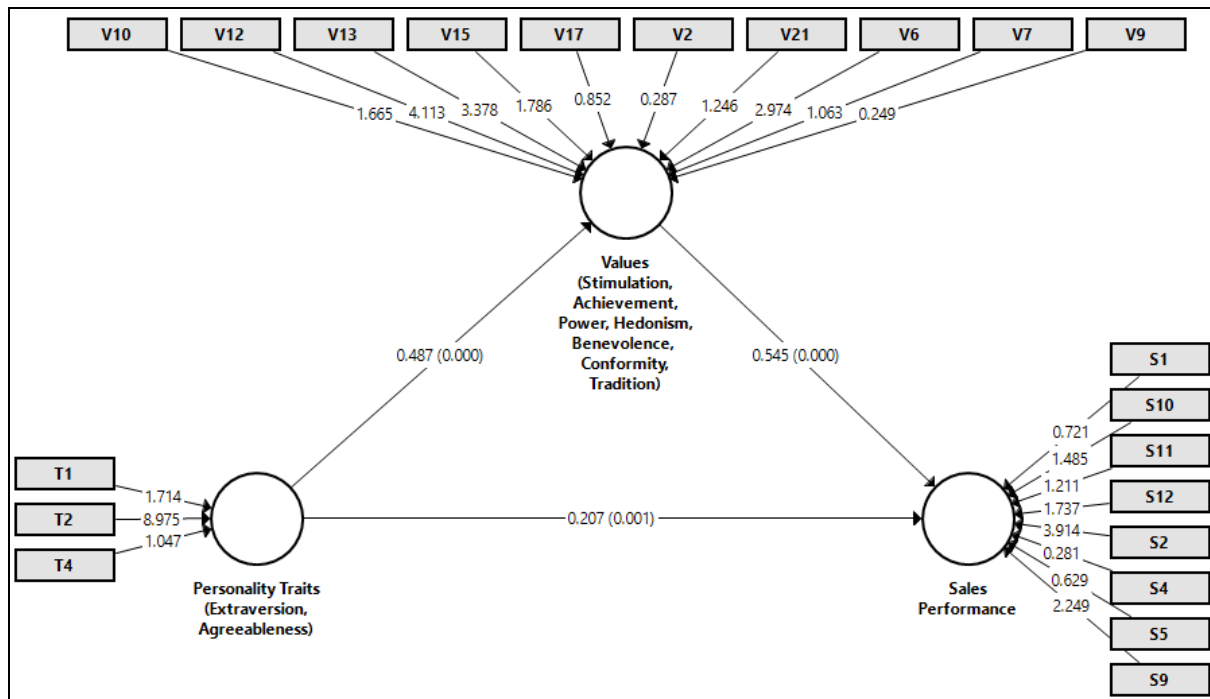 V10 V12 V13 V15 V17 V2 V21 V6 V7 V9
1.665 4.113 3.378 1.786 0.852 0.287 1.246 2.974 1.063 0.249
Values
(Stimulation,
Achievement,
Power, Hedonism,
Benevolence,
Conformity,
Tradition)
0.487 (0.000) 0.545 (0.000)
S1
S10
S11
S12
S2
S4
S5
S9
0.721
1.485
1.211
1.737
3.914
0.281
0.629
2.249
T1
T2
T4
1.714
8.975
1.047
0.207 (0.001)
Personality Traits
(Extraversion,
Agreeableness)
Sales
Performance